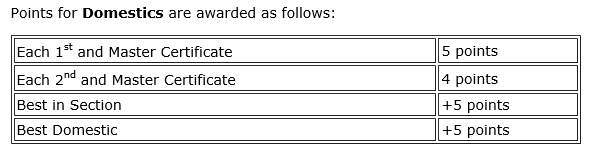 Points for Domestics are awarded as follows:
Each 1st and Master Certificate 5 points
Each 2nd and Master Certificate 4 points
Best in Section +5 points
Best Domestic +5 points